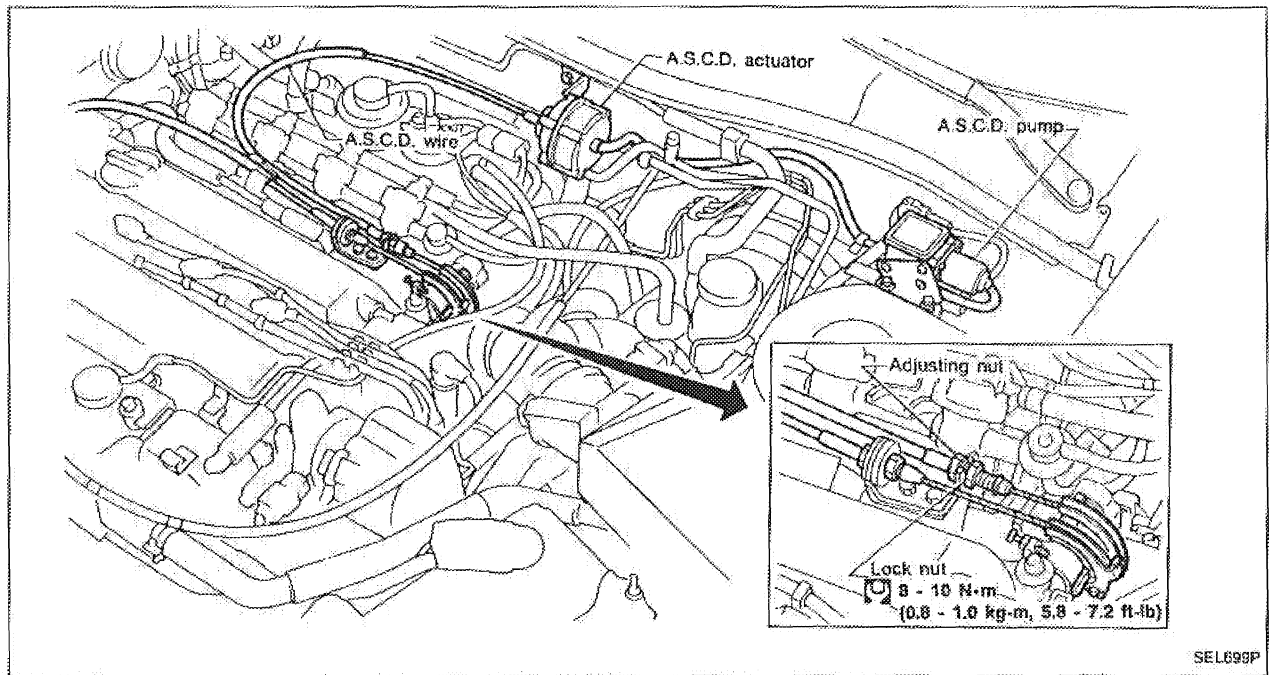 A.S.C.D. actuator
A.S.C.D. pump
A.S.C.D. wire
Adjusting nut
Lock nut
8 - 10 N·m
(0.8 - 1.0 kg-m, 5.8 - 7.2 ft-lb)
SEL699P